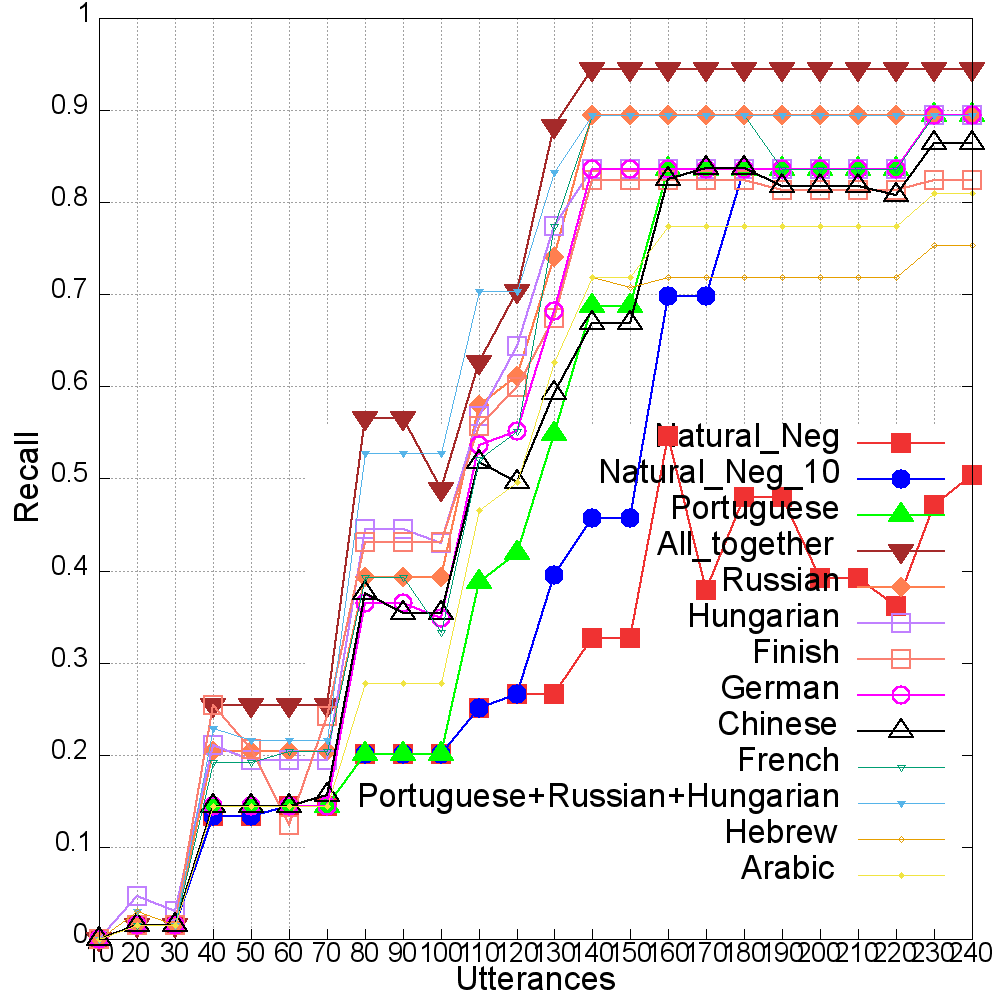 1
0.9
0.8
0.7
0.6
0.5
0.4
0.3
0.2
0.1
0
Recall
Natural_Neg
Natural_Neg_10
Portuguese
All_together
Russian
Hungarian
Finish
German
Chinese
French
Portuguese+Russian+Hungarian
Hebrew
Arabic
10 20 30 40 50 60 70 80 90 100 110 120 130 140 150 160 170 180 190 200 210 220 230 240
Utterances